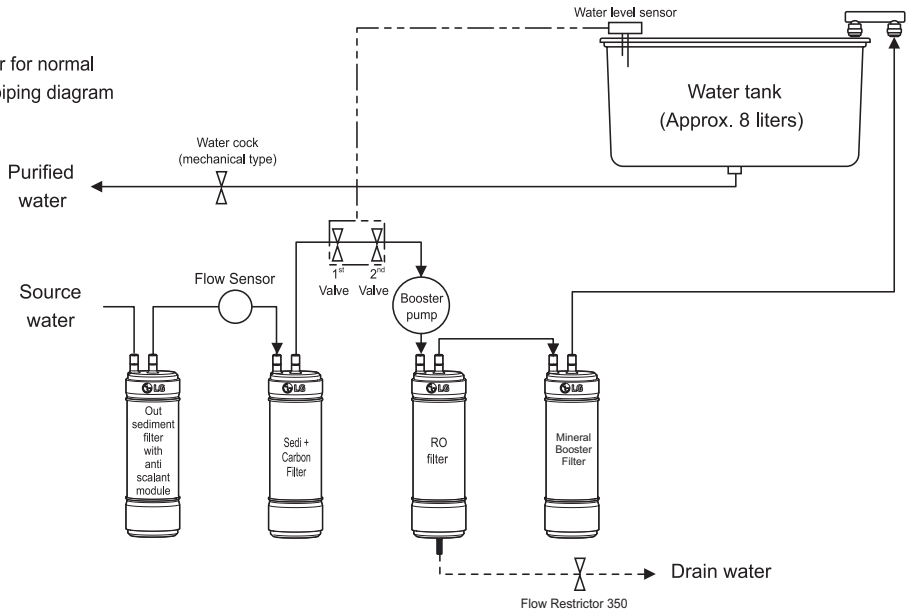 Water level sensor
r for normal
piping diagram
Water tank
(Approx. 8 liters)
Water cock
(mechanical type)
Purified
water
Source
water
Flow Sensor
1st
Valve
2nd
Valve
Booster
pump
LG
Out
sediment
filter
with
anti
scalant
module
LG
Sedi +
Carbon
Filter
LG
RO
filter
LG
Mineral
Booster
Filter
Drain water
Flow Restrictor 350